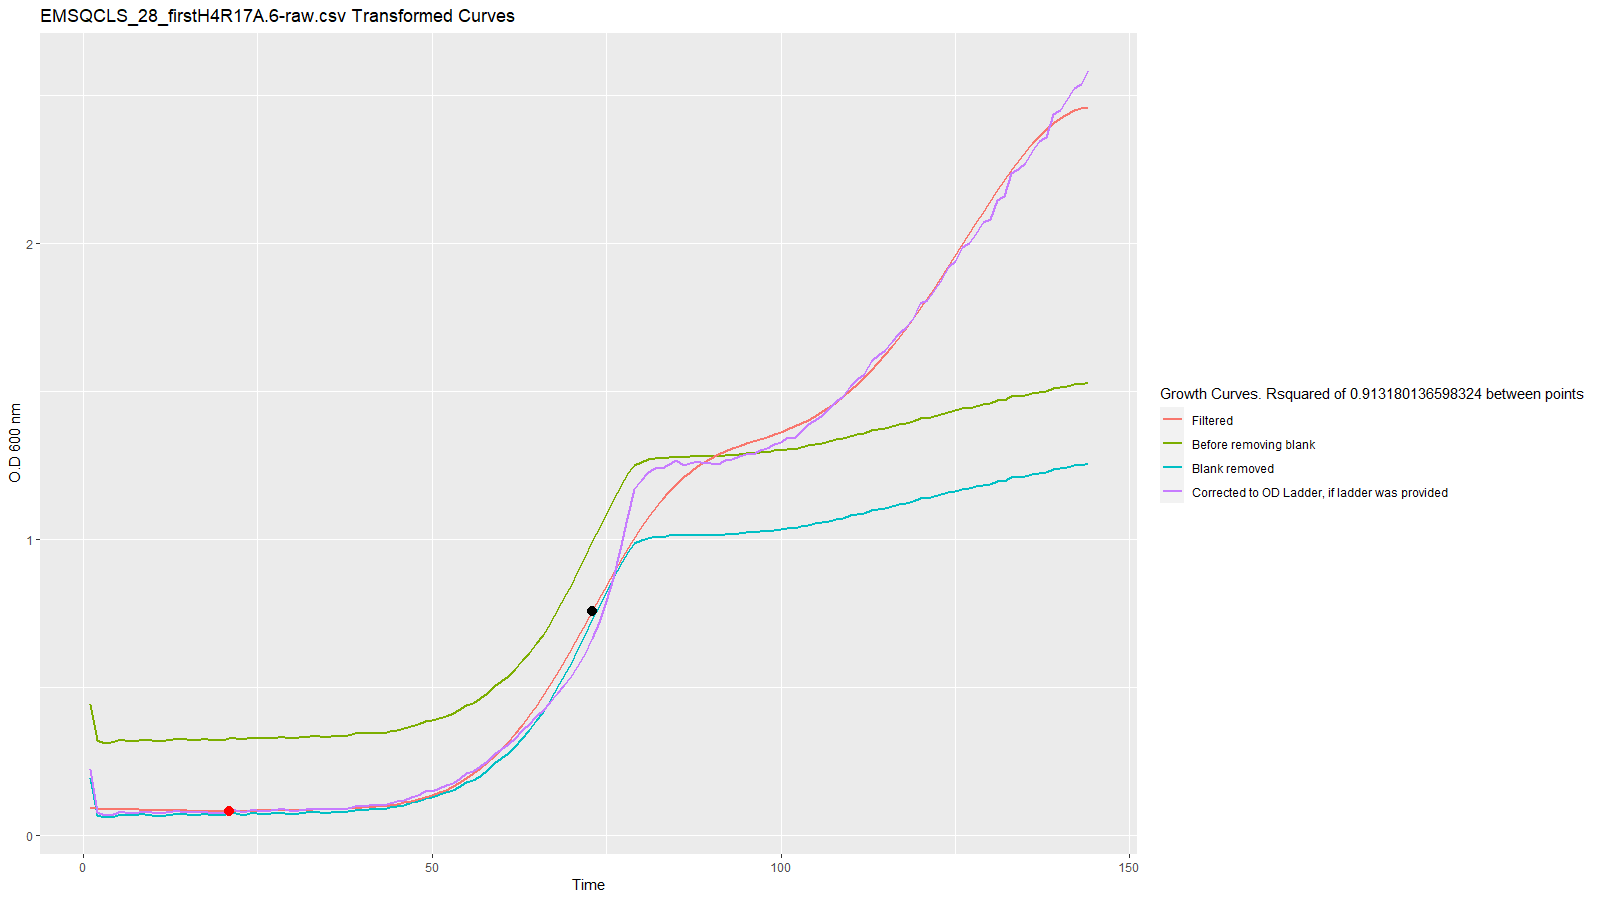 EMSQCLS_28_firstH4R17A.6-raw.csv Transformed Curves
O.D 600 nm
2
1
0
0
50
100
150
Time
Growth Curves. Rsquared of 0.913180136598324 between points
Filtered
Before removing blank
Blank removed
Corrected to OD Ladder, if ladder was provided